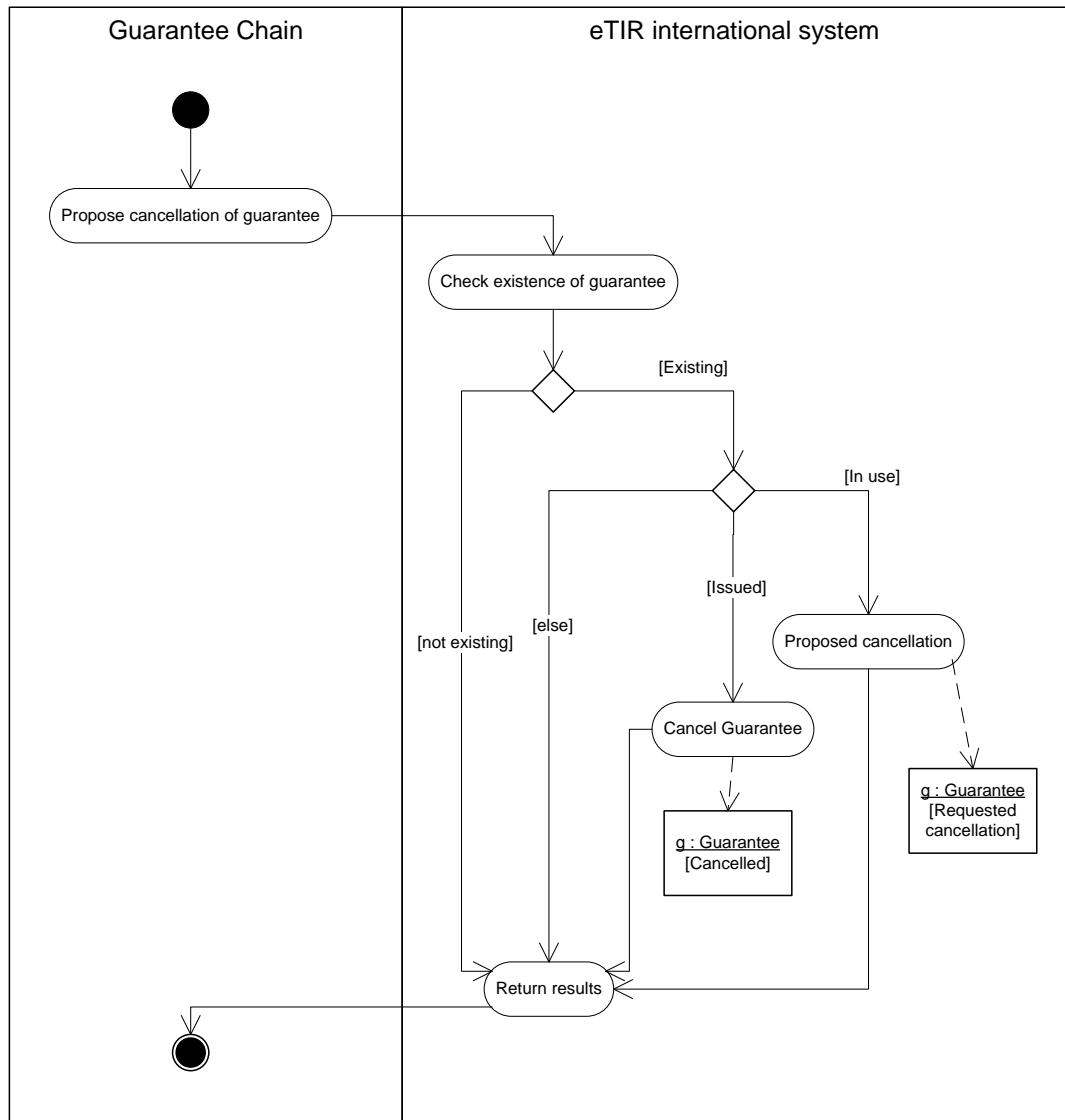 Guarantee Chain
eTIR international system
Propose cancellation of guarantee
Check existence of guarantee
[Existing]
[In use]
[Issued]
[else]
[not existing]
Proposed cancellation
Cancel Guarantee
g : Guarantee
[Requested
cancellation]
g : Guarantee
[Cancelled]
Return results